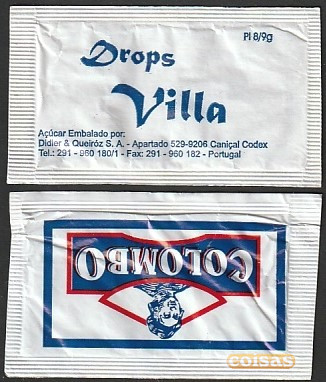 Drops
Pl 8/9g
Villa
Açúcar Embalado por:
Didier & Queiróz S. A. - Apartado 529-9206 Caniçal Codex
Tel.: 291 - 960 180/1 - Fax: 291 - 960 182 - Portugal
COLOMBO
coisas